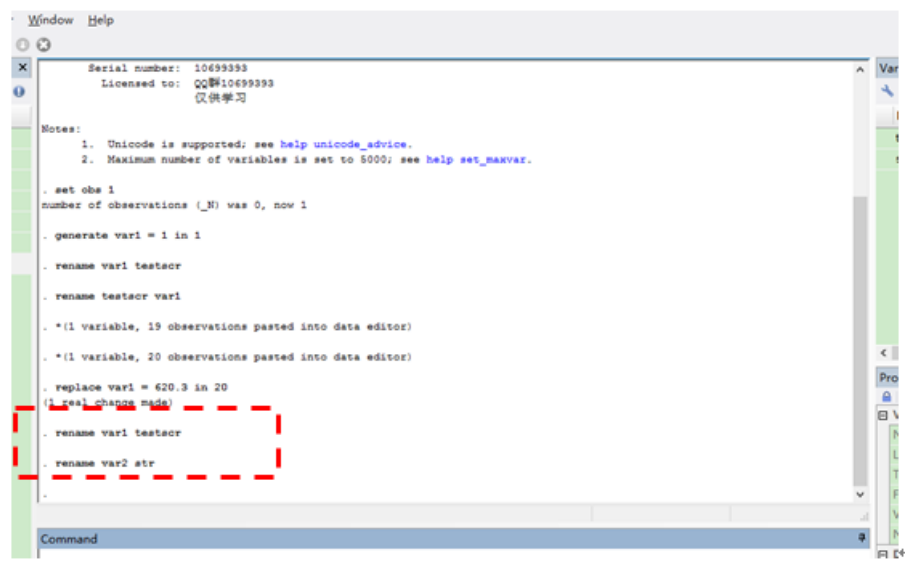 Window Help
Serial number: 10699393
Licensed to: QQ群10699393
仅供学习
Notes:
1. Unicode is supported; see help unicode_advice.
2. Maximum number of variables is set to 5000; see help set_maxvar.
. set obs 1
number of observations (_N) was 0, now 1
. generate var1 = 1 in 1
. rename var1 testscr
. rename testscr var1
. *(1 variable, 19 observations pasted into data editor)
. *(1 variable, 20 observations pasted into data editor)
. replace var1 = 620.3 in 20
(1 real change made)
. rename var1 testscr
. rename var2 str
.
Command
Var
Pro